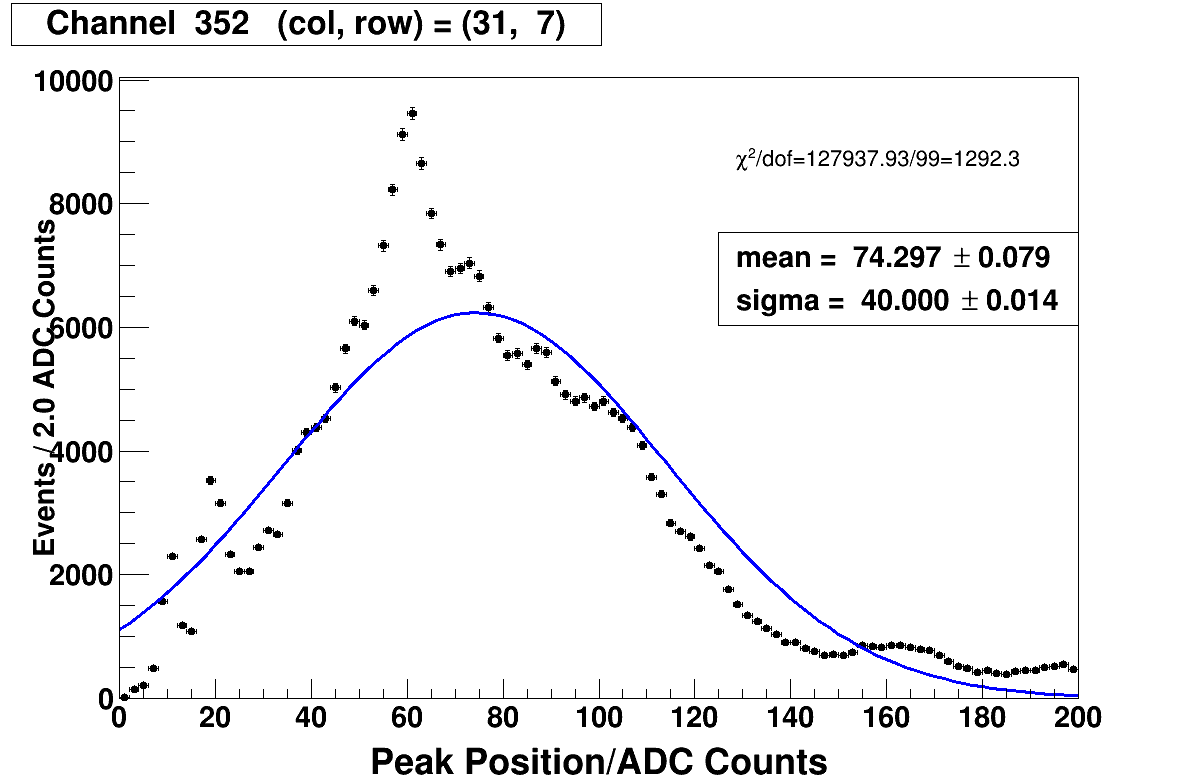 Channel 352 (col, row) = (31, 7)
10000
8000
6000
4000
2000
0
Events / 2.0 ADC Counts
χ²/dof=127937.93/99=1292.3
mean = 74.297 ± 0.079
sigma = 40.000 ± 0.014
0 20 40 60 80 100 120 140 160 180 200
Peak Position/ADC Counts